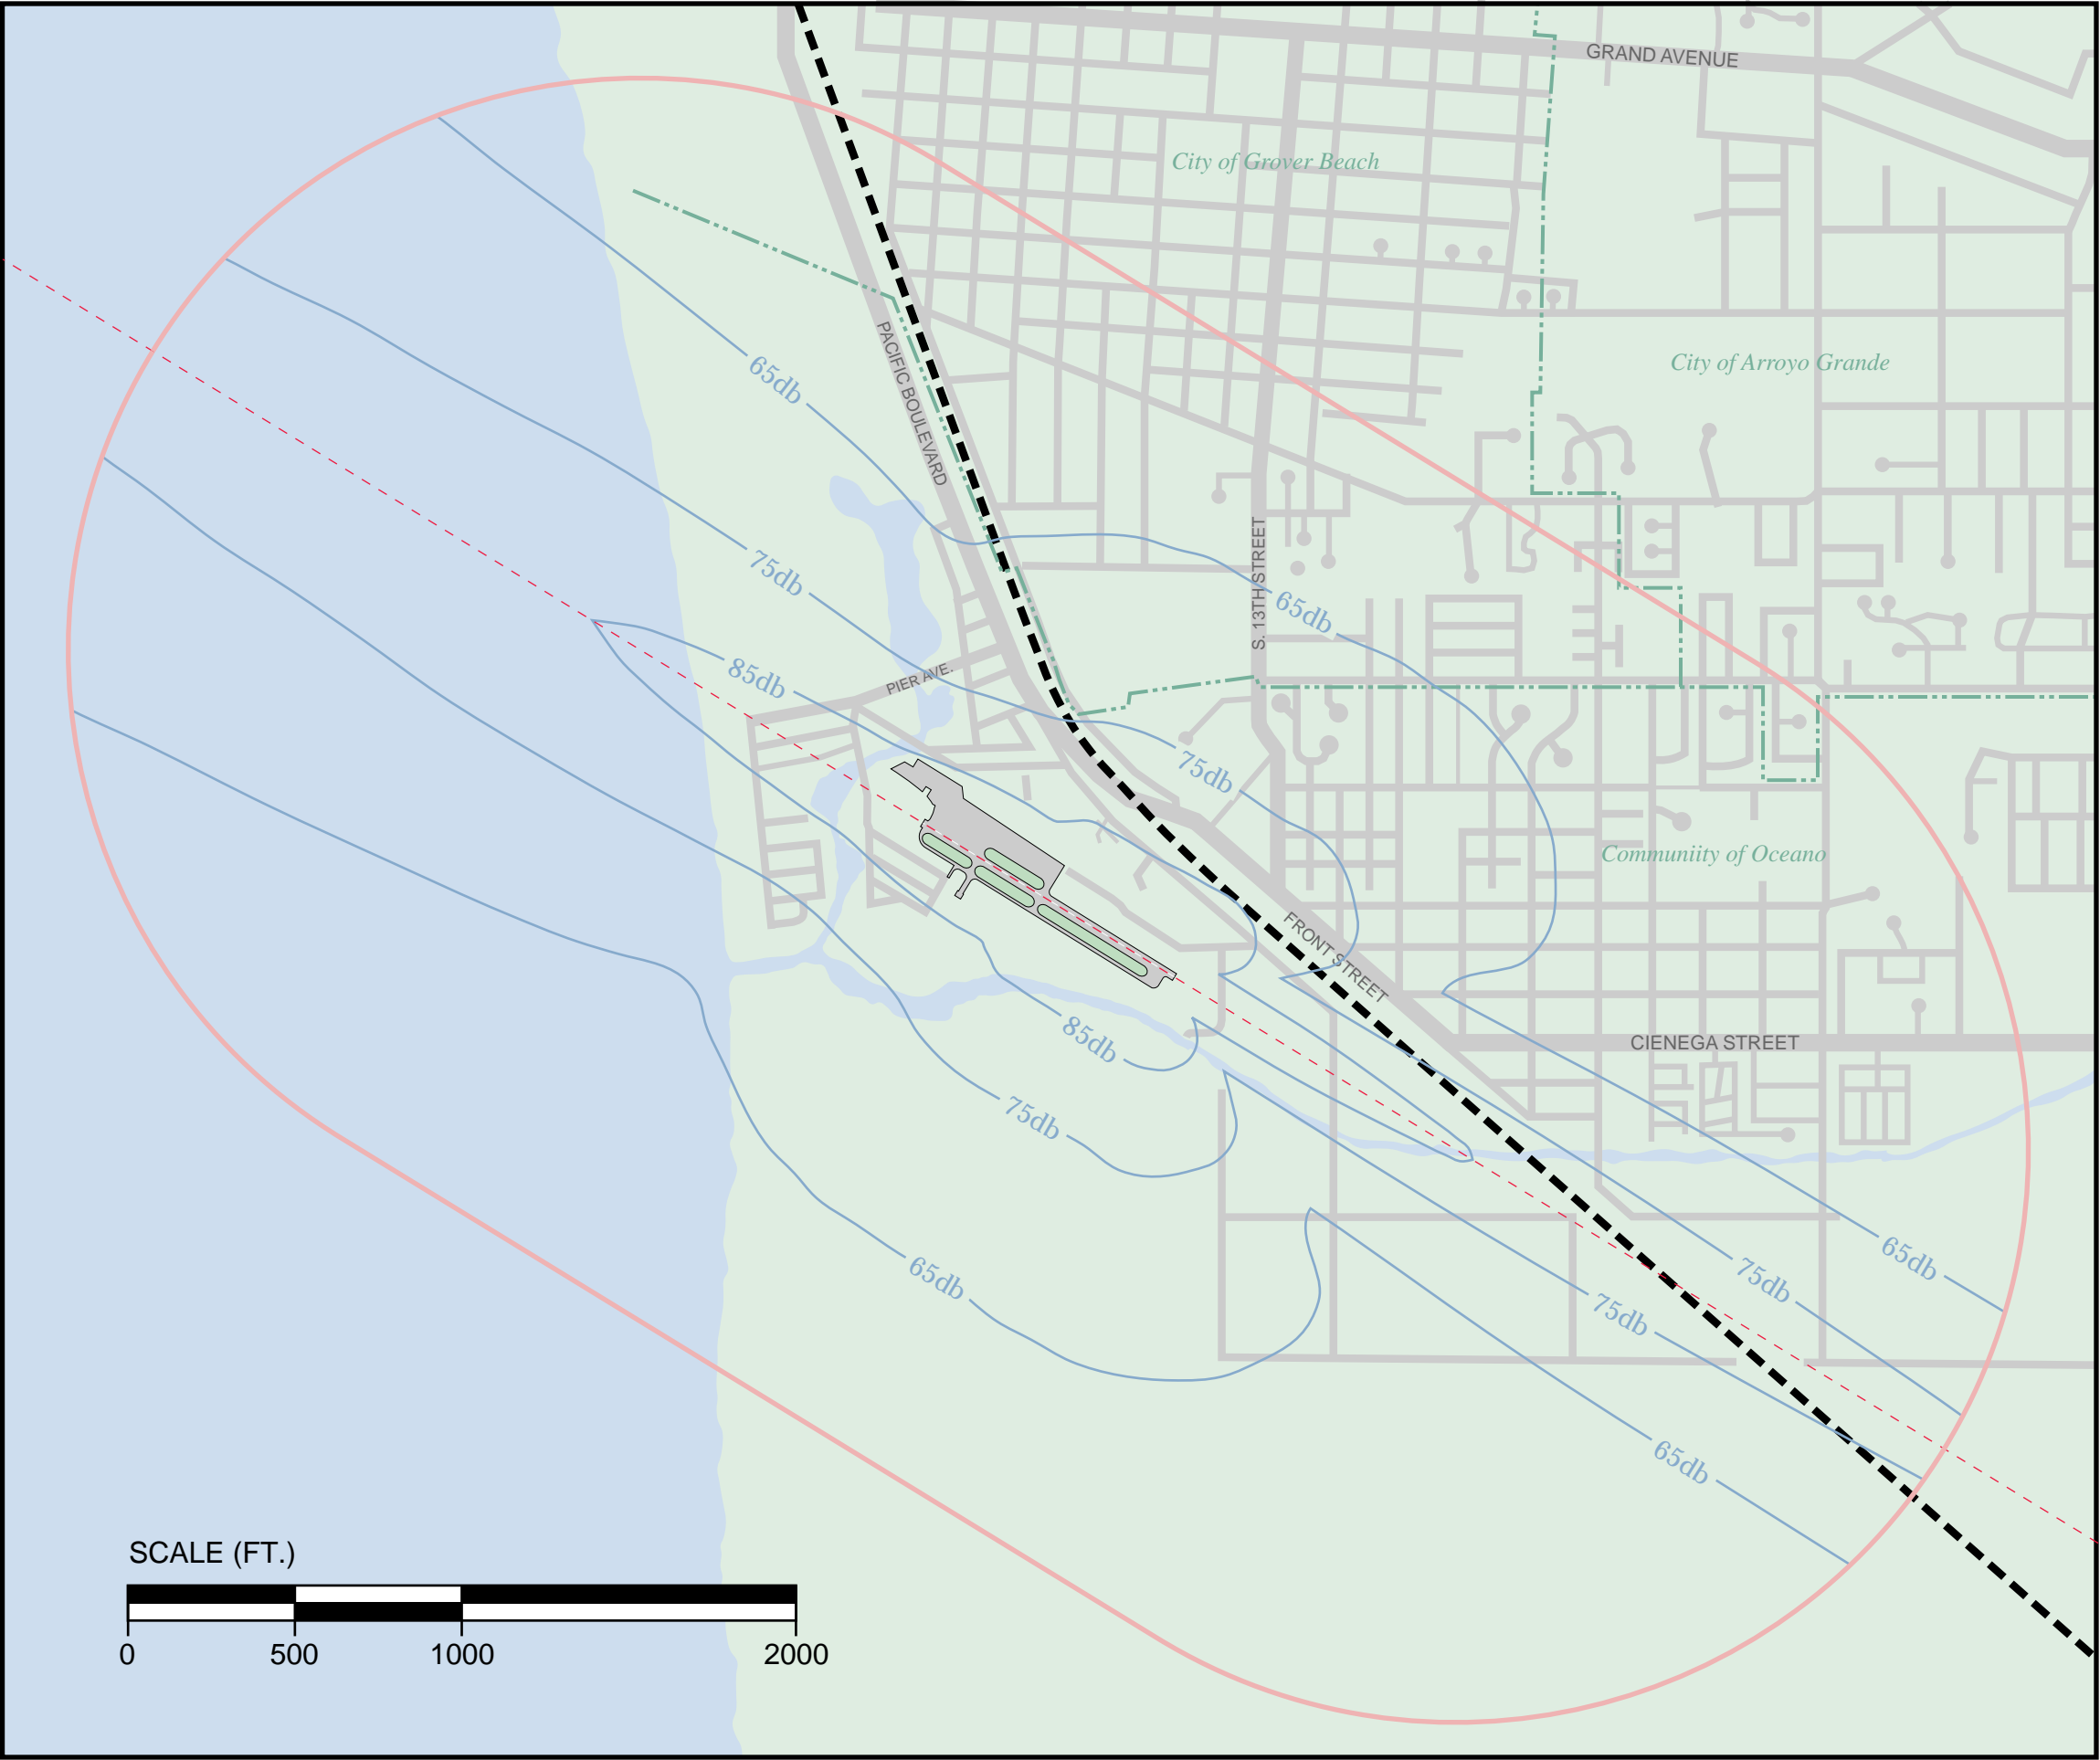 GRAND AVENUE
City of Grover Beach
City of Arroyo Grande
65db
PACIFIC BOULEVARD
75db
S. 13TH STREET
65db
85db
PIER AVE.
75db
Communiity of Oceano
FRONT STREET
CIENEGA STREET
85db
75db
65db
65db
75db
75db
65db
SCALE (FT.)
0 500 1000 2000